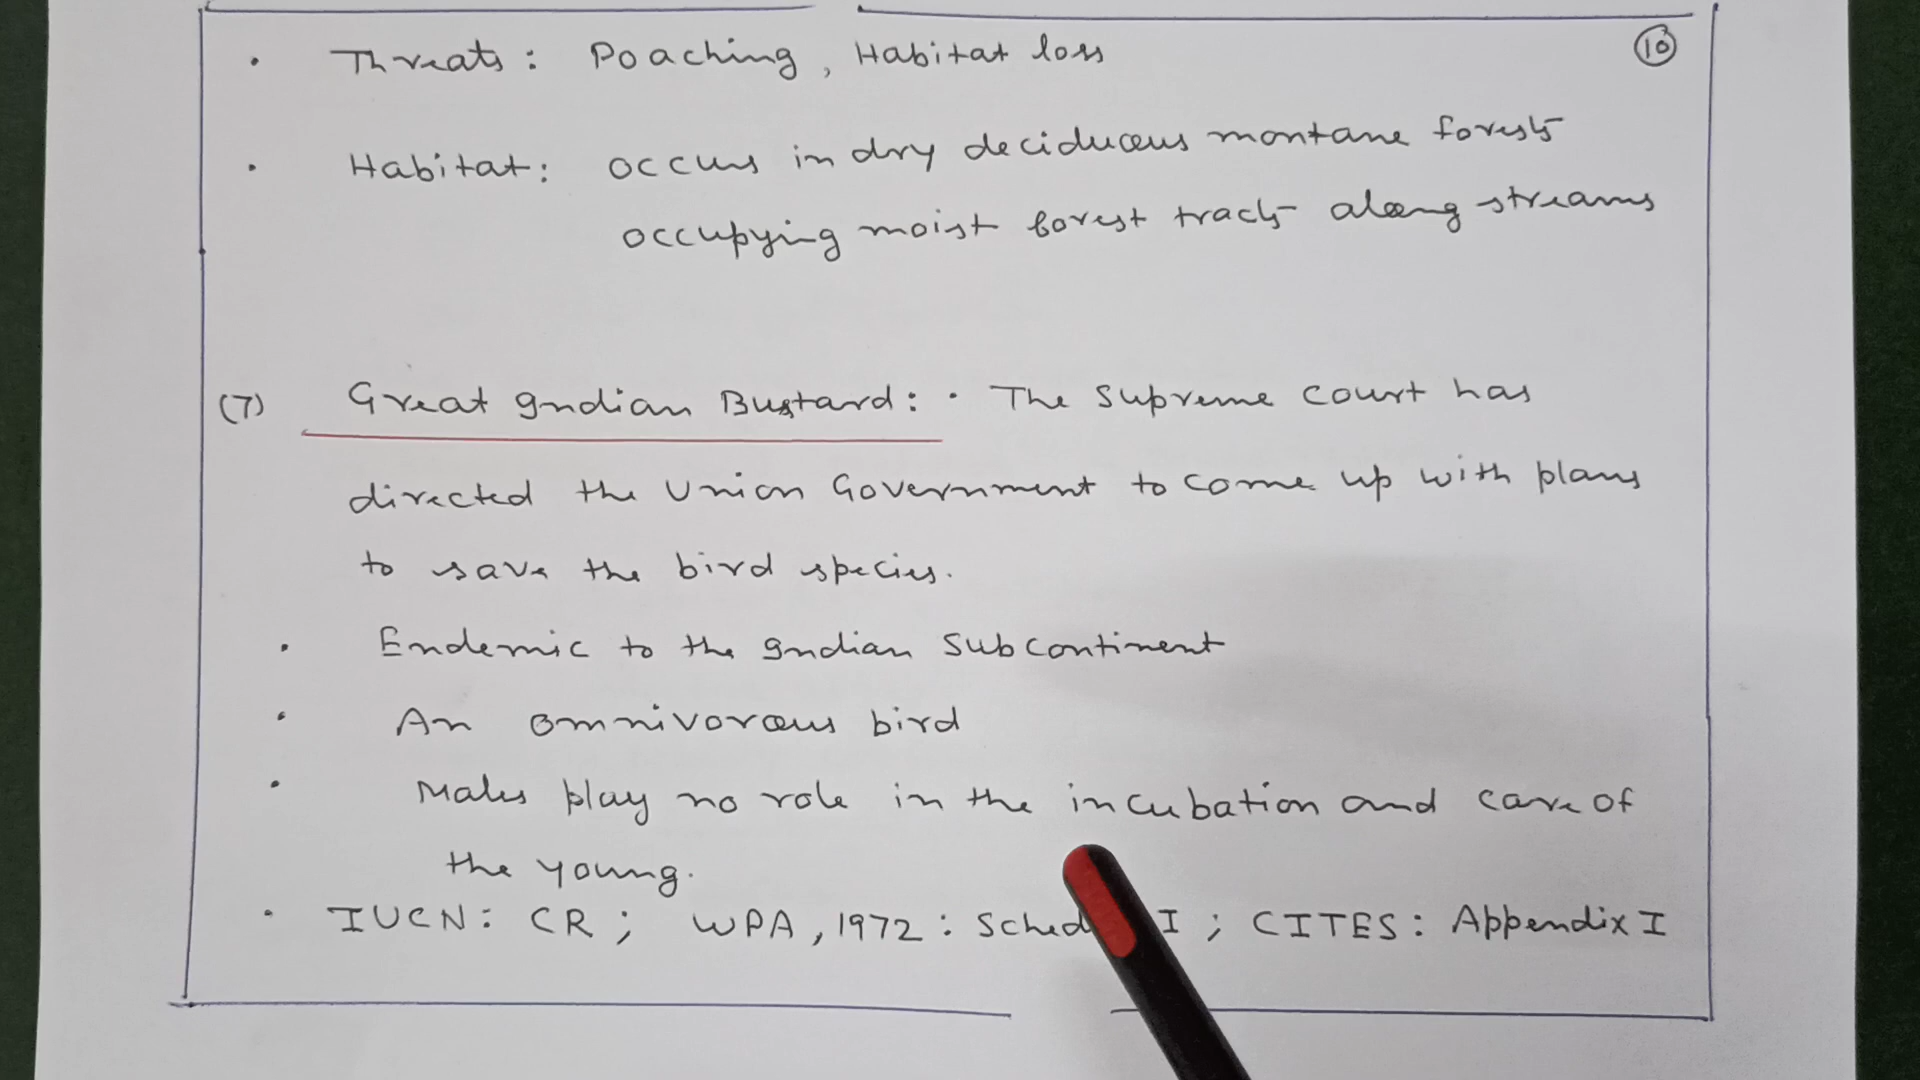 • Threats: Poaching, Habitat loss
10
• Habitat: occurs in dry deciduous montane forests
occupying moist forest tracts along streams
(7) Great Indian Bustard: • The Supreme Court has
directed the Union Government to come up with plans
to save the bird species.
• Endemic to the Indian Subcontinent
• An omnivorous bird
• Males play no role in the incubation and care of
the young.
• IUCN: CR; WPA, 1972: Sched I; CITES: Appendix I